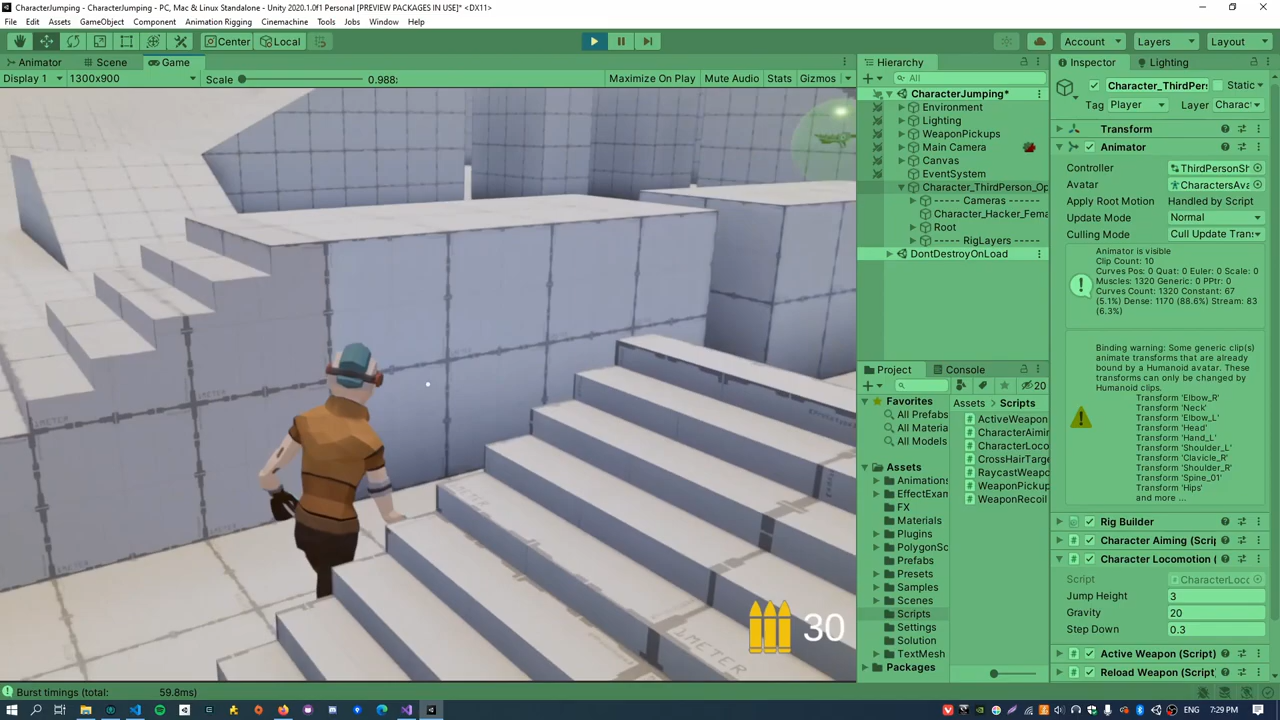 CharacterJumping - CharacterJumping - PC, Mac & Linux Standalone - Unity 2020.1.0f1 Personal [PREVIEW PACKAGES IN USE]* <DX11>
File Edit Assets GameObject Component Animation Rigging Cinemachine Tools Jobs Window Help
Center Local Account Layers Layout
Animator Scene Game
Display 1 1300x900 Scale 0.988: Maximize On Play Mute Audio Stats Gizmos
1METER
30
Hierarchy
All
CharacterJumping*
Environment
Lighting
WeaponPickups
Main Camera
Canvas
EventSystem
Character_ThirdPerson_Op
----- Cameras ------
Character_Hacker_Fema
Root
----- RigLayers -----
DontDestroyOnLoad
Project Console
20
Favorites
All Prefabs
All Materia
All Models
Assets
Animations
EffectExam
FX
Materials
Plugins
PolygonSc
Prefabs
Presets
Samples
Scenes
Scripts
Settings
Solution
TextMesh
Packages
Assets Scripts
ActiveWeapon
CharacterAimin
CharacterLoco
CrossHairTarge
RaycastWeapo
WeaponPickup
WeaponRecoil
Inspector Lighting
Character_ThirdPers Static
Tag Player Layer Charac
Transform
Animator
Controller ThirdPersonSh
Avatar CharactersAva
Apply Root Motion Handled by Script
Update Mode Normal
Culling Mode Cull Update Trans
Animator is visible
Clip Count: 10
Curves Pos: 0 Quat: 0 Euler: 0 Scale: 0
Muscles: 1320 Generic: 0 PPtr: 0
Curves Count: 1320 Constant: 67
(5.1%) Dense: 1170 (88.6%) Stream: 83
(6.3%)
Binding warning: Some generic clip(s)
animate transforms that are already
bound by a Humanoid avatar. These
transforms can only be changed by
Humanoid clips.
Transform 'Elbow_R'
Transform 'Neck'
Transform 'Elbow_L'
Transform 'Head'
Transform 'Hand_L'
Transform 'Shoulder_L'
Transform 'Clavicle_R'
Transform 'Shoulder_R'
Transform 'Spine_01'
Transform 'Hips'
and more ...
Rig Builder
Character Aiming (Scrip
Character Locomotion (
Script CharacterLoco
Jump Height 3
Gravity 20
Step Down 0.3
Active Weapon (Script)
Reload Weapon (Script)
Burst timings (total: 59.8ms)
ENG 7:29 PM